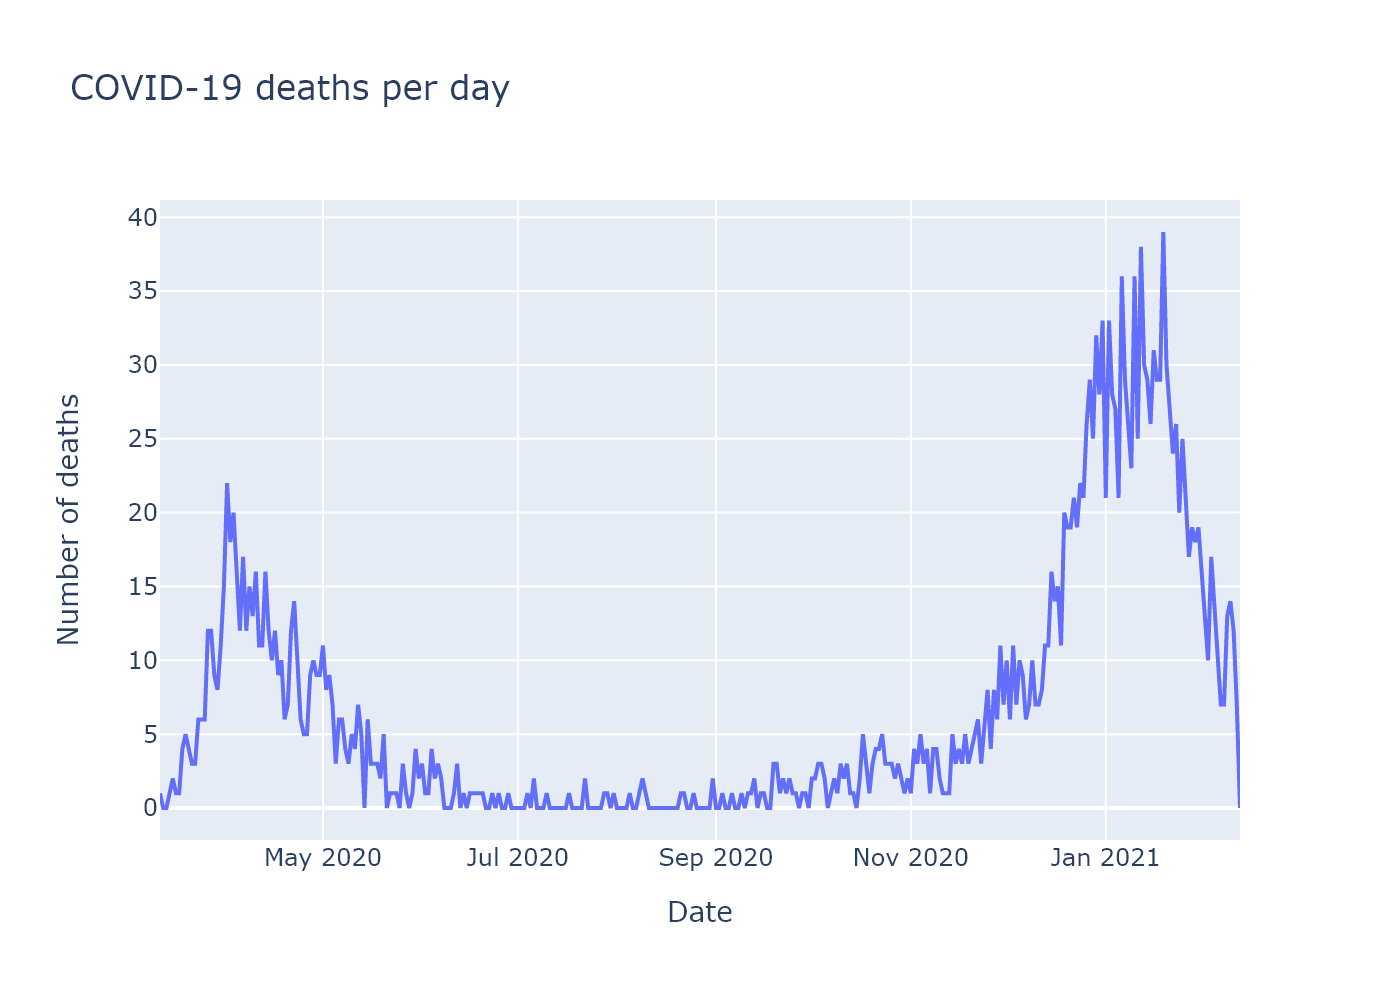 COVID-19 deaths per day
40
35
30
25
20
15
10
5
0
Number of deaths
May 2020
Jul 2020
Sep 2020
Nov 2020
Jan 2021
Date